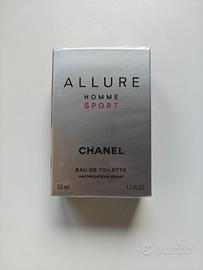 ALLURE
HOMME
SPORT
CHANEL
EAU DE TOILETTE
VAPORISATEUR SPRAY
50 ml 1.7 FL.OZ